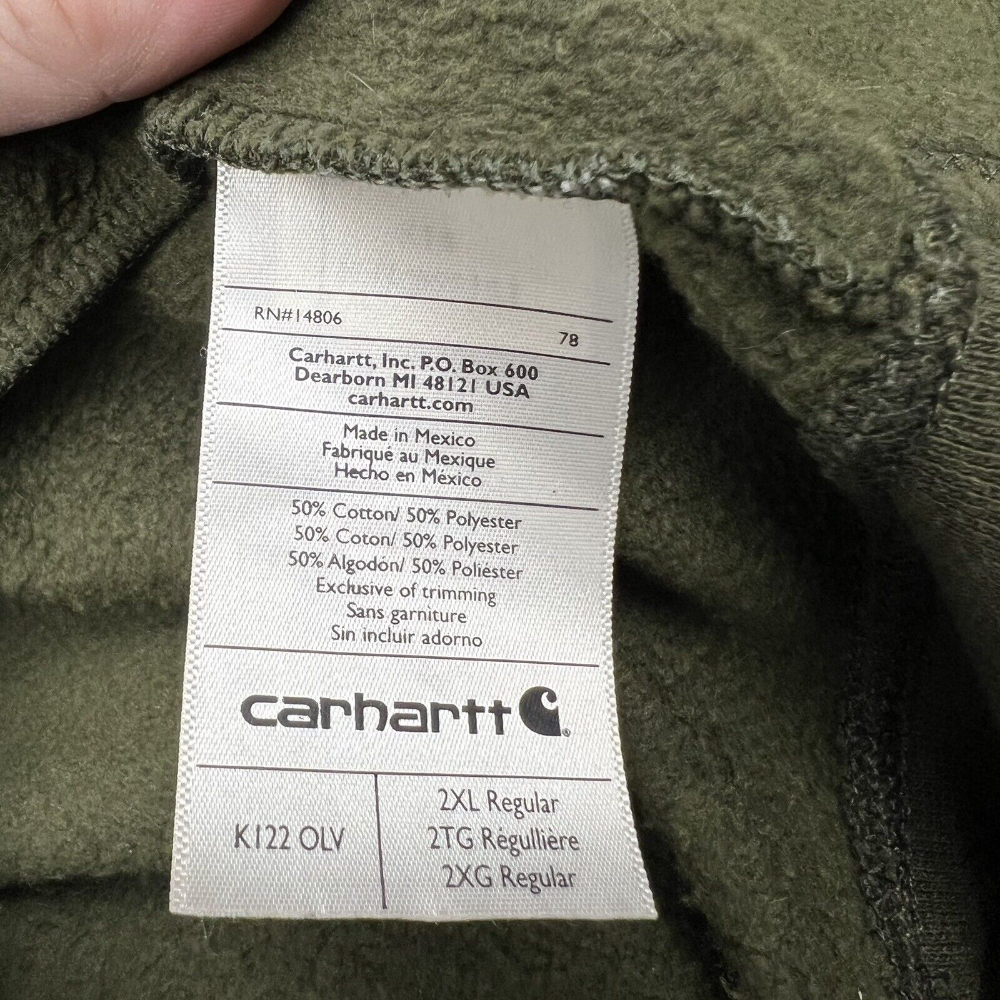 RN#14806
78
Carhartt, Inc. P.O. Box 600
Dearborn MI 48121 USA
carhartt.com
Made in Mexico
Fabriqué au Mexique
Hecho en México
50% Cotton/ 50% Polyester
50% Coton/ 50% Polyester
50% Algodón/ 50% Poliester
Exclusive of trimming
Sans garniture
Sin incluir adorno
carhartt ®
K122 OLV
2XL Regular
2TG Régullière
2XG Regular